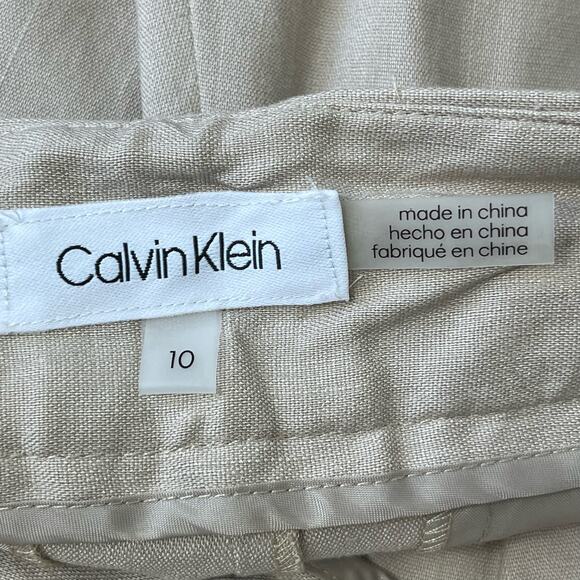 Calvin Klein
made in china
hecho en china
fabriqué en chine
10